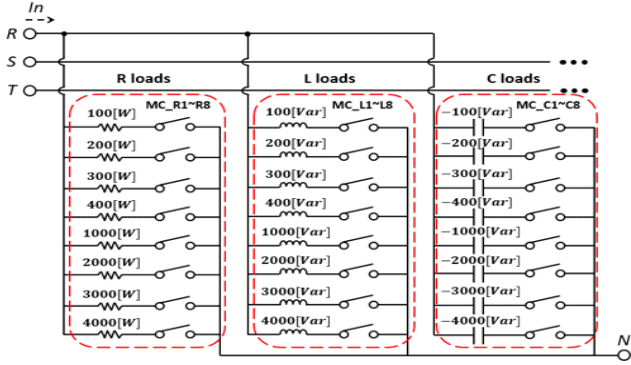 In
R
S
T
R loads
L loads
C loads
MC_R1~R8
MC_L1~L8
MC_C1~C8
100[W]
200[W]
300[W]
400[W]
1000[W]
2000[W]
3000[W]
4000[W]
100[Var]
200[Var]
300[Var]
400[Var]
1000[Var]
2000[Var]
3000[Var]
4000[Var]
−100[Var]
−200[Var]
−300[Var]
−400[Var]
−1000[Var]
−2000[Var]
−3000[Var]
−4000[Var]
N